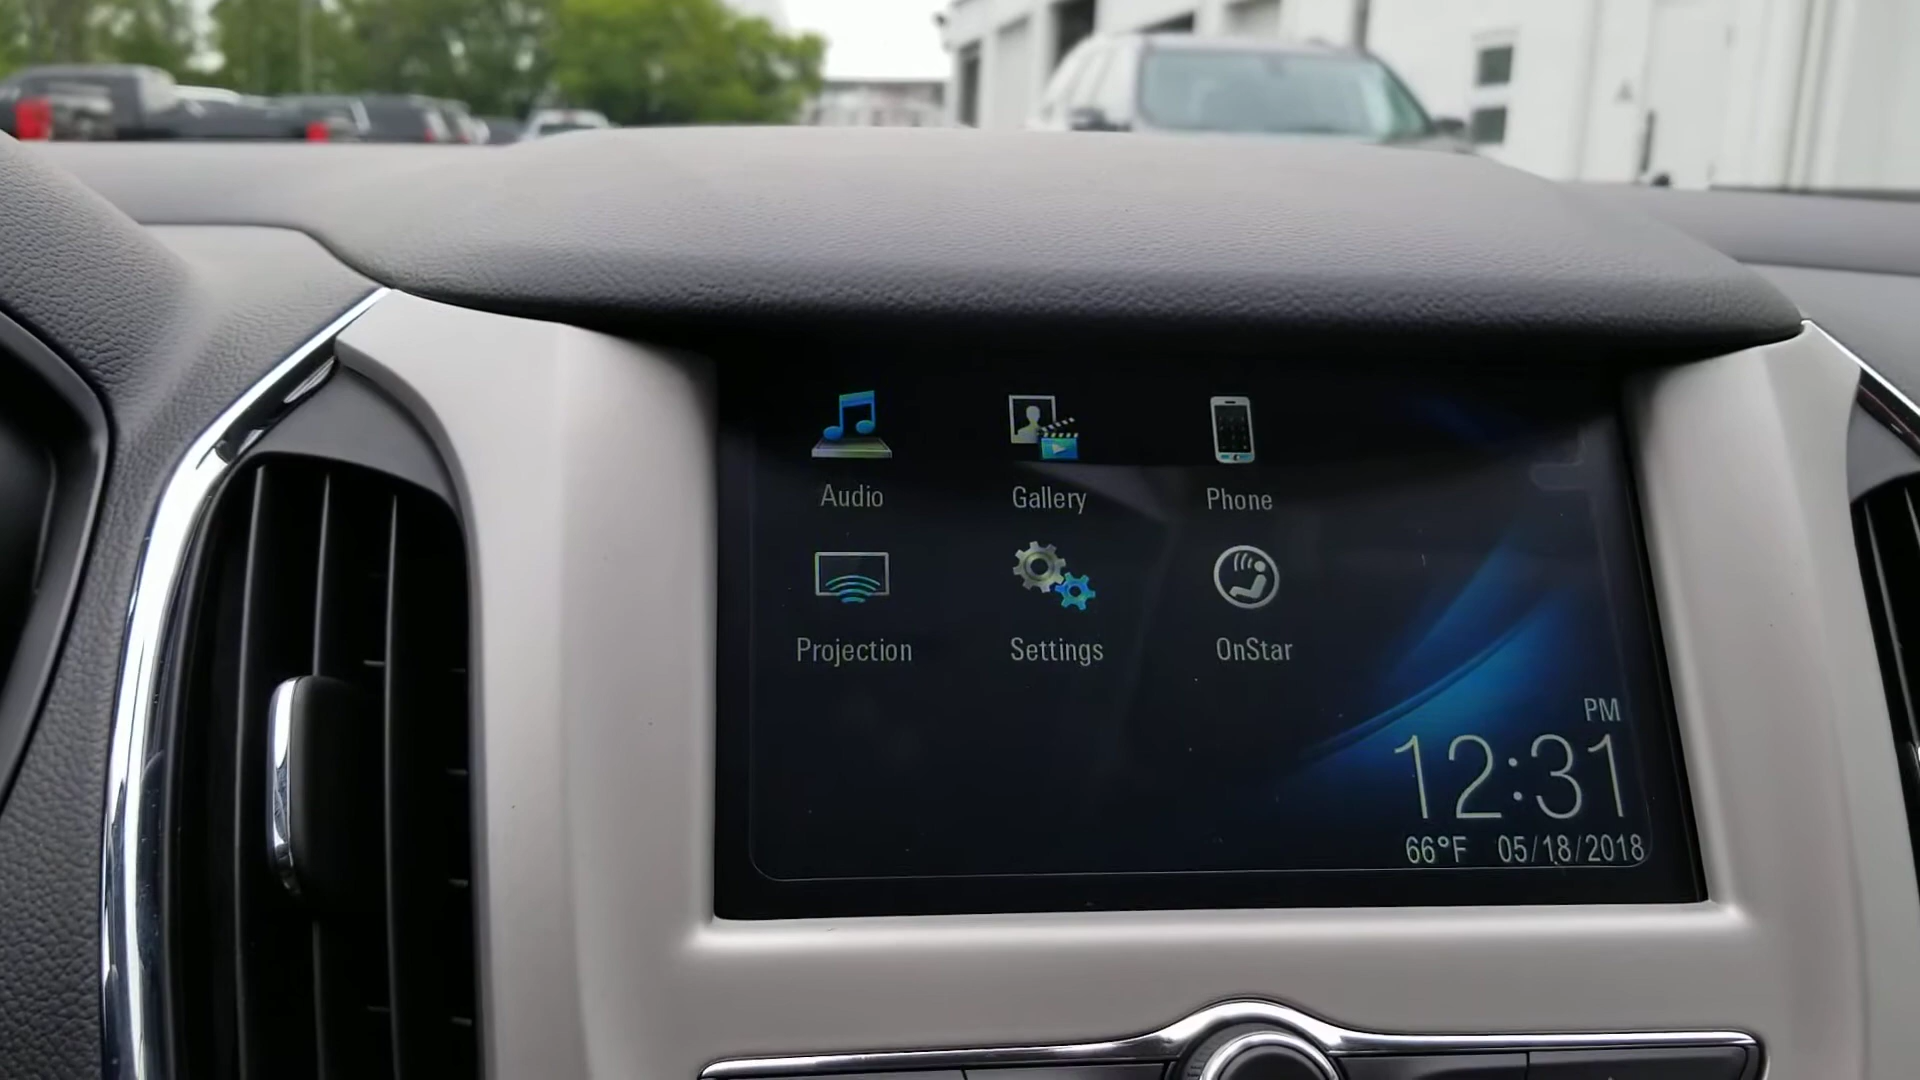 Audio Gallery Phone
Projection Settings OnStar
PM
12:31
66°F 05/18/2018